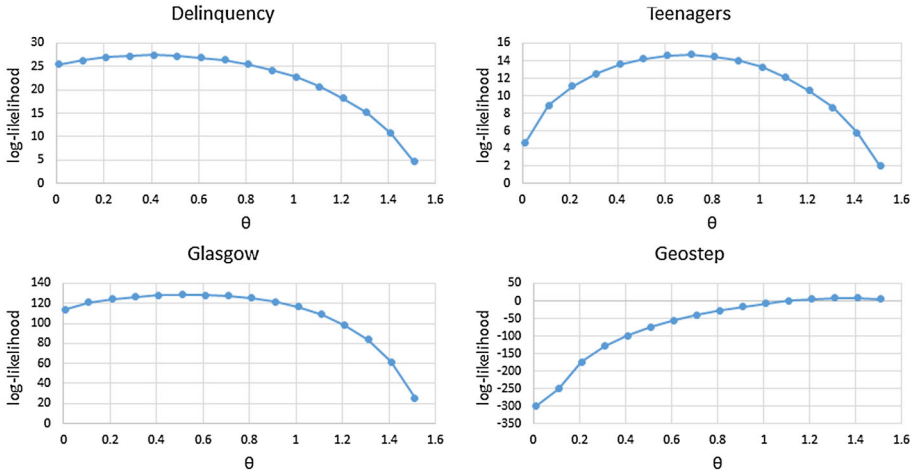 Delinquency
30
25
20
15
10
5
0
log-likelihood
0 0.2 0.4 0.6 0.8 1 1.2 1.4 1.6
θ
Teenagers
16
14
12
10
8
6
4
2
0
log-likelihood
0 0.2 0.4 0.6 0.8 1 1.2 1.4 1.6
θ
Glasgow
140
120
100
80
60
40
20
0
log-likelihood
0 0.2 0.4 0.6 0.8 1 1.2 1.4 1.6
θ
Geostep
50
0
-50
-100
-150
-200
-250
-300
-350
log-likelihood
0 0.2 0.4 0.6 0.8 1 1.2 1.4 1.6
θ